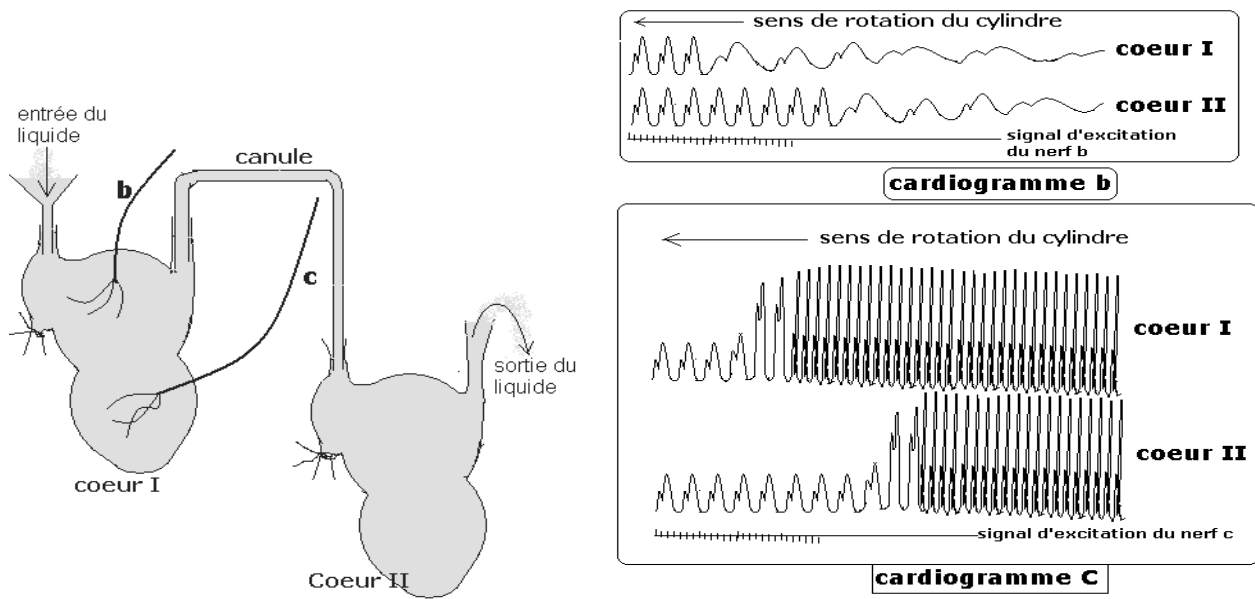 entrée du
liquide
b
canule
c
sortie du
liquide
coeur I
Coeur II
sens de rotation du cylindre
coeur I
coeur II
signal d'excitation
du nerf b
cardiogramme b
sens de rotation du cylindre
coeur I
coeur II
signal d'excitation du nerf c
cardiogramme C